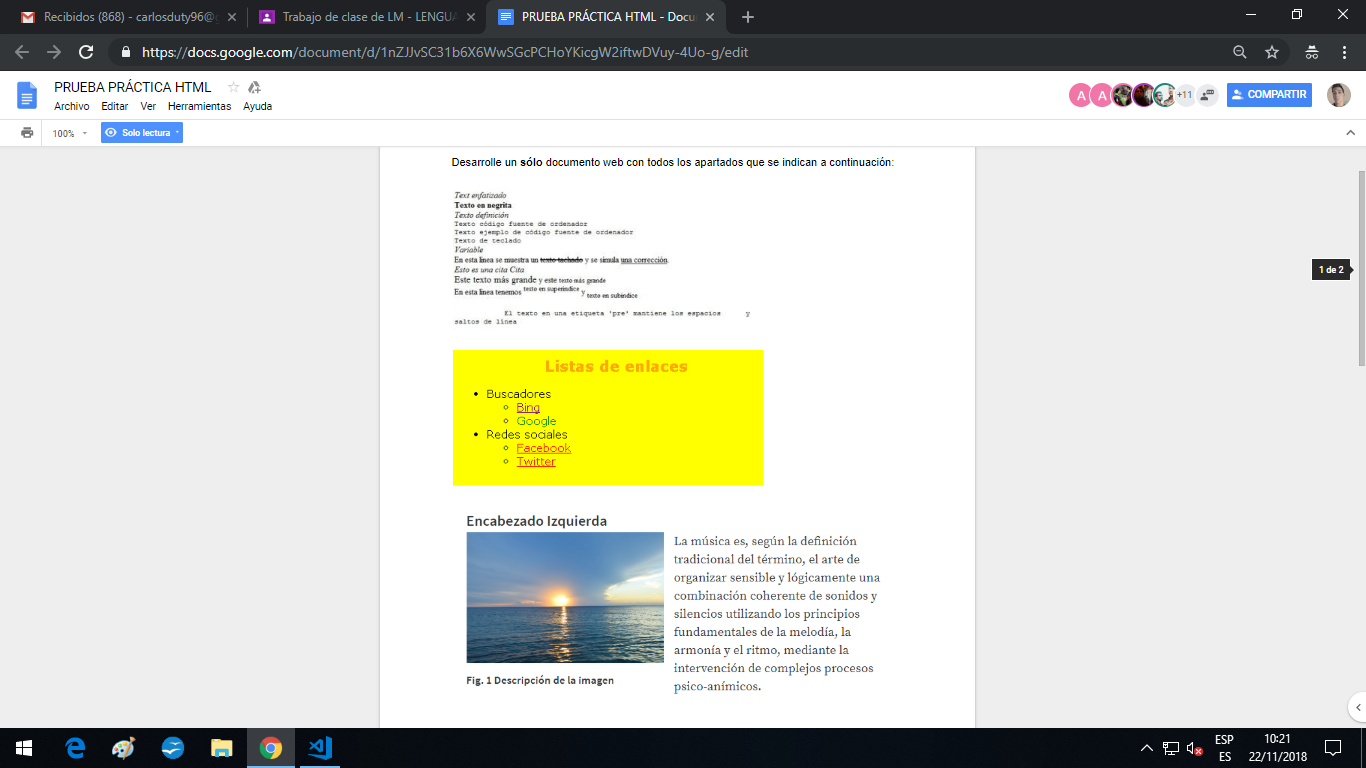 Recibidos (868) - carlosduty96@g
Trabajo de clase de LM - LENGUA
PRUEBA PRÁCTICA HTML - Docu
https://docs.google.com/document/d/1nZJJvSC31b6X6WwSGcPCHoYKicgW2iftwDVuy-4Uo-g/edit
PRUEBA PRÁCTICA HTML
Archivo Editar Ver Herramientas Ayuda
A A +11 COMPARTIR
100% Solo lectura
Desarrolle un sólo documento web con todos los apartados que se indican a continuación:
Text enfatizado
Texto en negrita
Texto definición
Texto código fuente de ordenador
Texto ejemplo de código fuente de ordenador
Texto de teclado
Variable
En esta linea se muestra un texto tachado y se simula una corrección.
Esto es una cita Cita
Este texto más grande y este texto más grande
En esta linea tenemos texto en superindice y texto en subindice
El texto en una etiqueta 'pre' mantiene los espacios y
saltos de linea
1 de 2
Listas de enlaces
Buscadores
Bing
Google
Redes sociales
Facebook
Twitter
Encabezado Izquierda
La música es, según la definición
tradicional del término, el arte de
organizar sensible y lógicamente una
combinación coherente de sonidos y
silencios utilizando los principios
fundamentales de la melodía, la
armonía y el ritmo, mediante la
intervención de complejos procesos
psico-anímicos.
Fig. 1 Descripción de la imagen
ESP
ES
10:21
22/11/2018